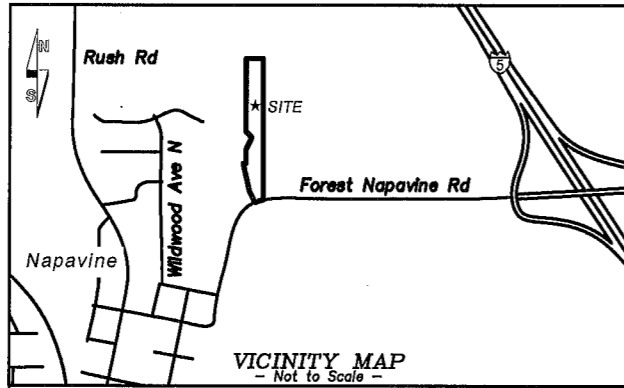 N
S
Rush Rd
5
SITE
Wildwood Ave N
Forest Napavine Rd
Napavine
VICINITY MAP
– Not to Scale –